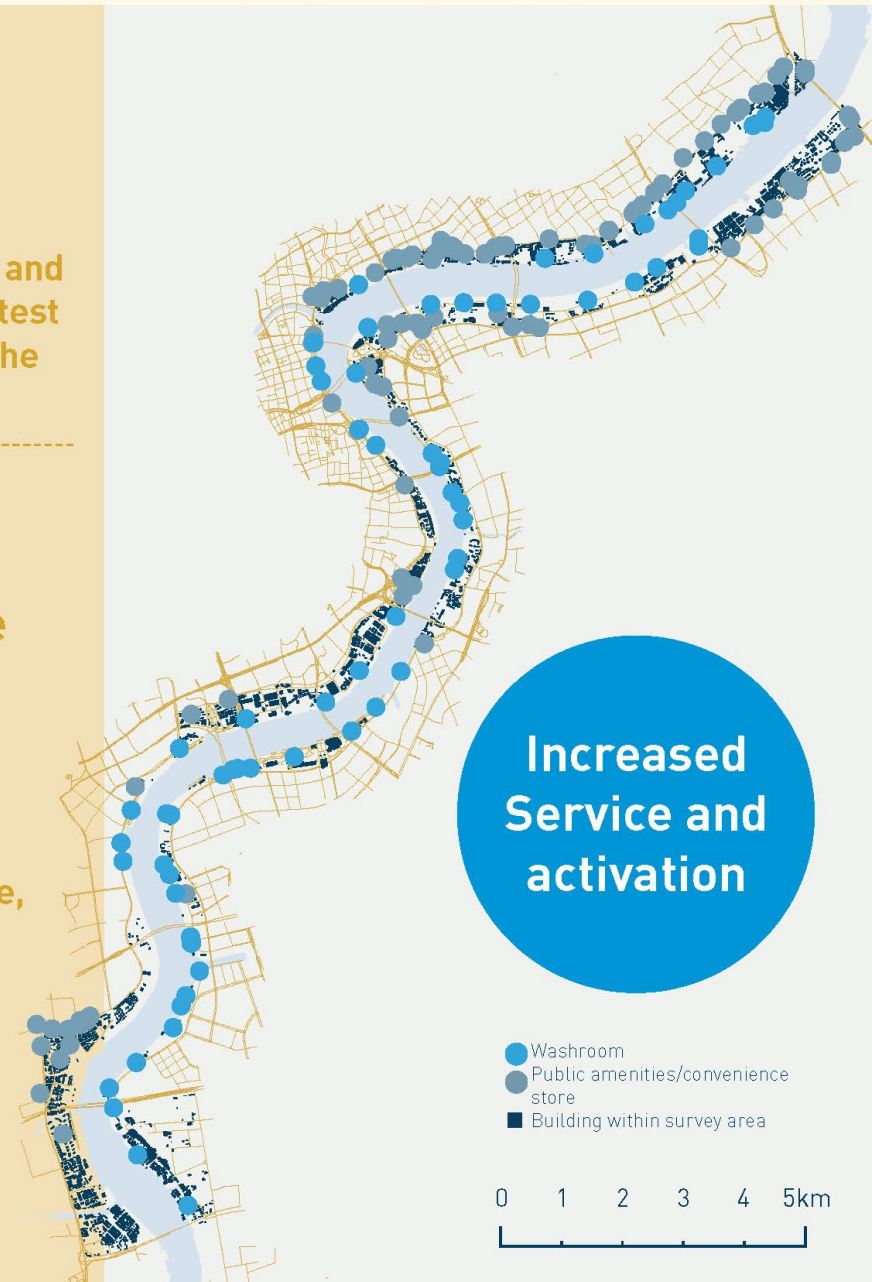 and
test
he
e
e,
Increased
Service and
activation
Washroom
Public amenities/convenience
store
Building within survey area
0 1 2 3 4 5km